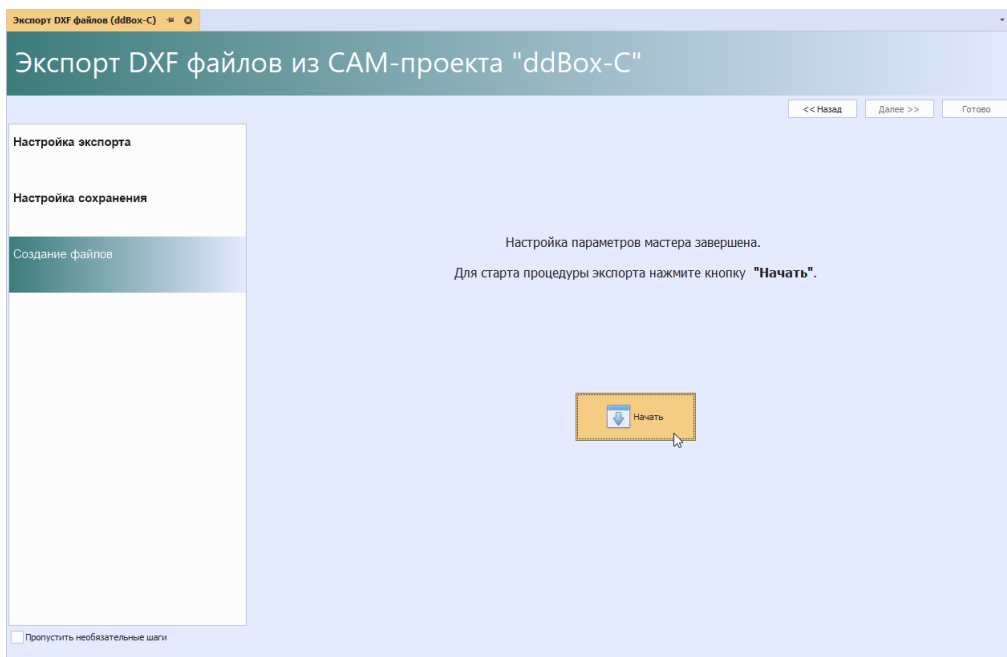 Экспорт DXF файлов (ddBox-C)
Экспорт DXF файлов из CAM-проекта "ddBox-C"
<< Назад
Далее >>
Готово
Настройка экспорта
Настройка сохранения
Создание файлов
Настройка параметров мастера завершена.
Для старта процедуры экспорта нажмите кнопку "Начать".
Начать
Пропустить необязательные шаги